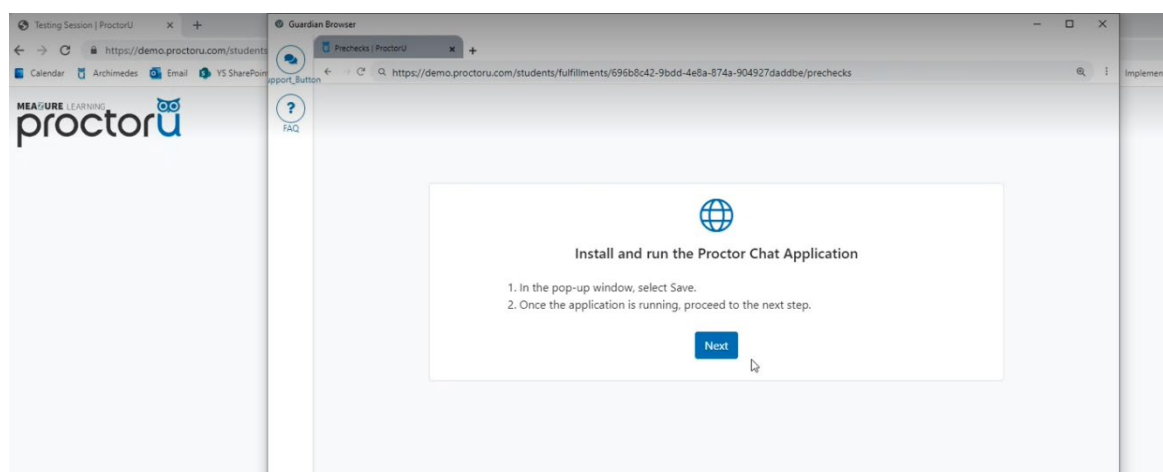 Testing Session | ProctorU
https://demo.proctoru.com/students
Calendar Archimedes Email YS SharePoin
MEAZURE LEARNING
proctoru
Guardian Browser
Prechecks | ProctorU
https://demo.proctoru.com/students/fulfillments/696b8c42-9bdd-4e8a-874a-904927daddbe/prechecks
upport_Button
?
FAQ
Implemen
Install and run the Proctor Chat Application
1. In the pop-up window, select Save.
2. Once the application is running, proceed to the next step.
Next